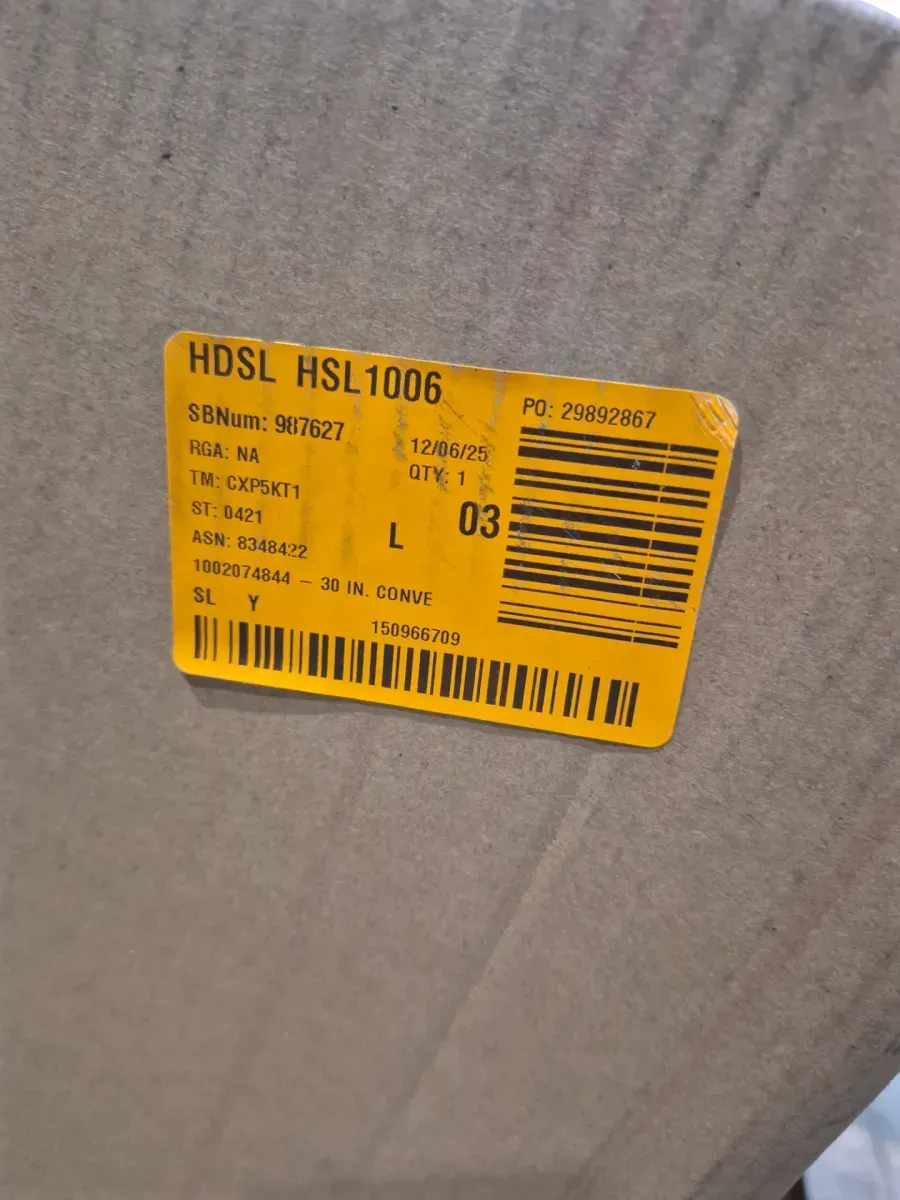 HDSL HSL1006
PO: 29892867
SBNum: 987627
12/06/25
RGA: NA
QTY: 1
TM: CXP5KT1
ST: 0421
L
03
ASN: 8348422
1002074844 – 30 IN. CONVE
SL Y
150966709